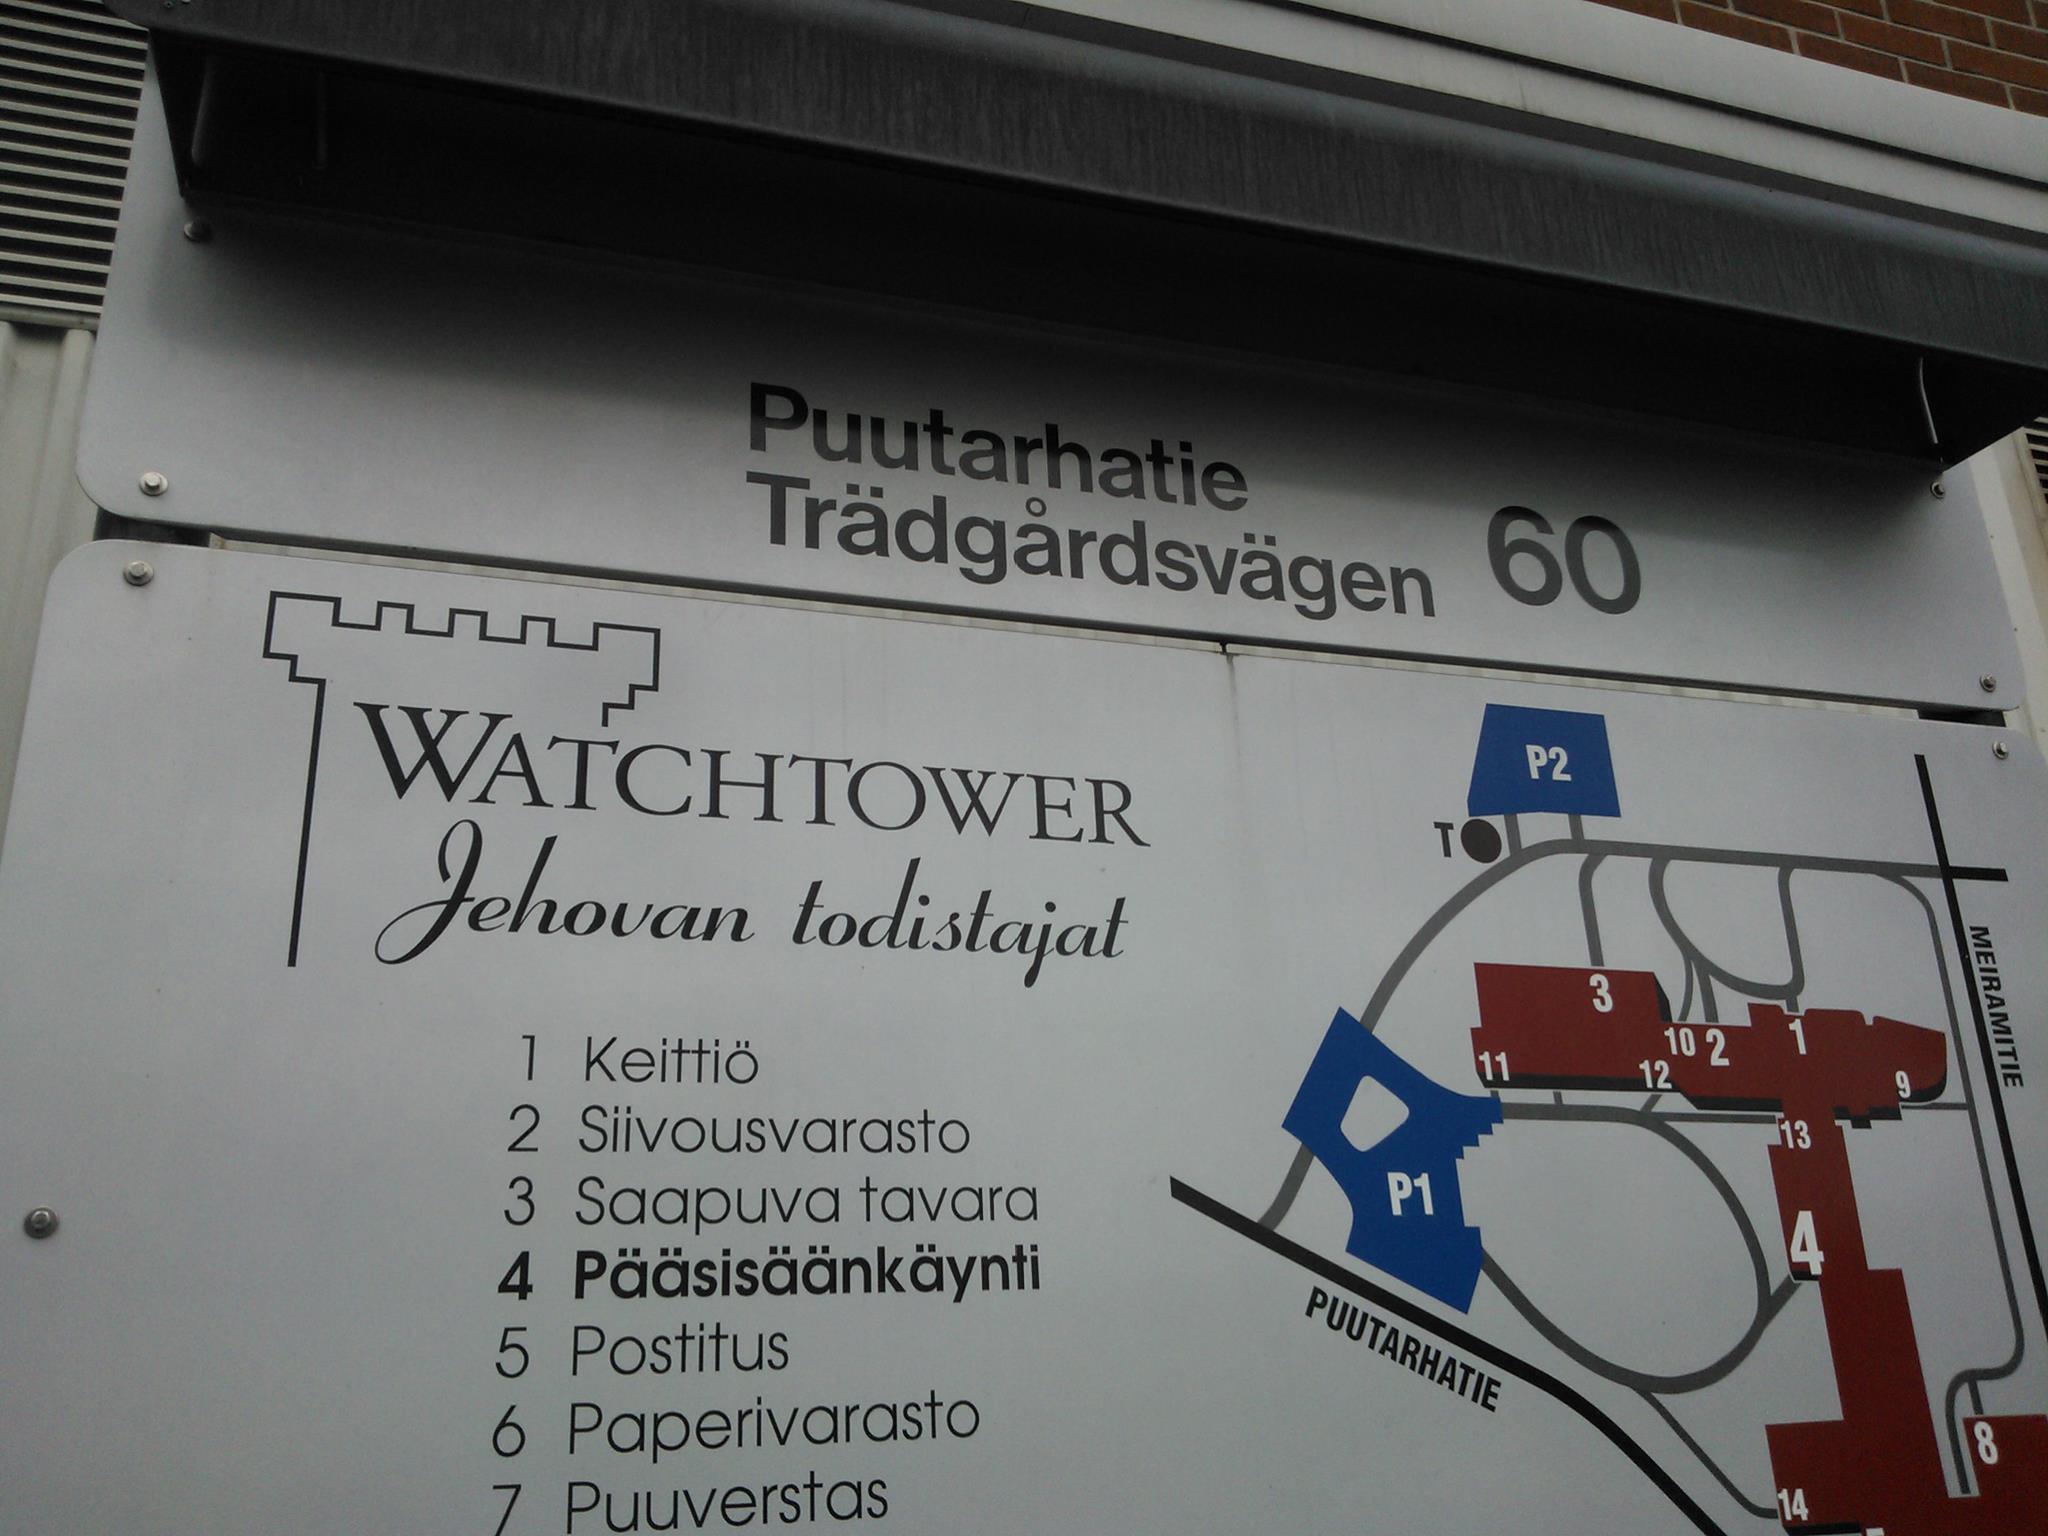 Puutarhatie
Trädgårdsvägen 60
WATCHTOWER
Jehovan todistajat
1 Keittiö
2 Siivousvarasto
3 Saapuva tavara
4 Pääsisäänkäynti
5 Postitus
6 Paperivarasto
7 Puuverstas
P2
T
MEIRAMITIE
3
10 2 1
11 12 9
13
P1
4
PUUTARHATIE
8
14